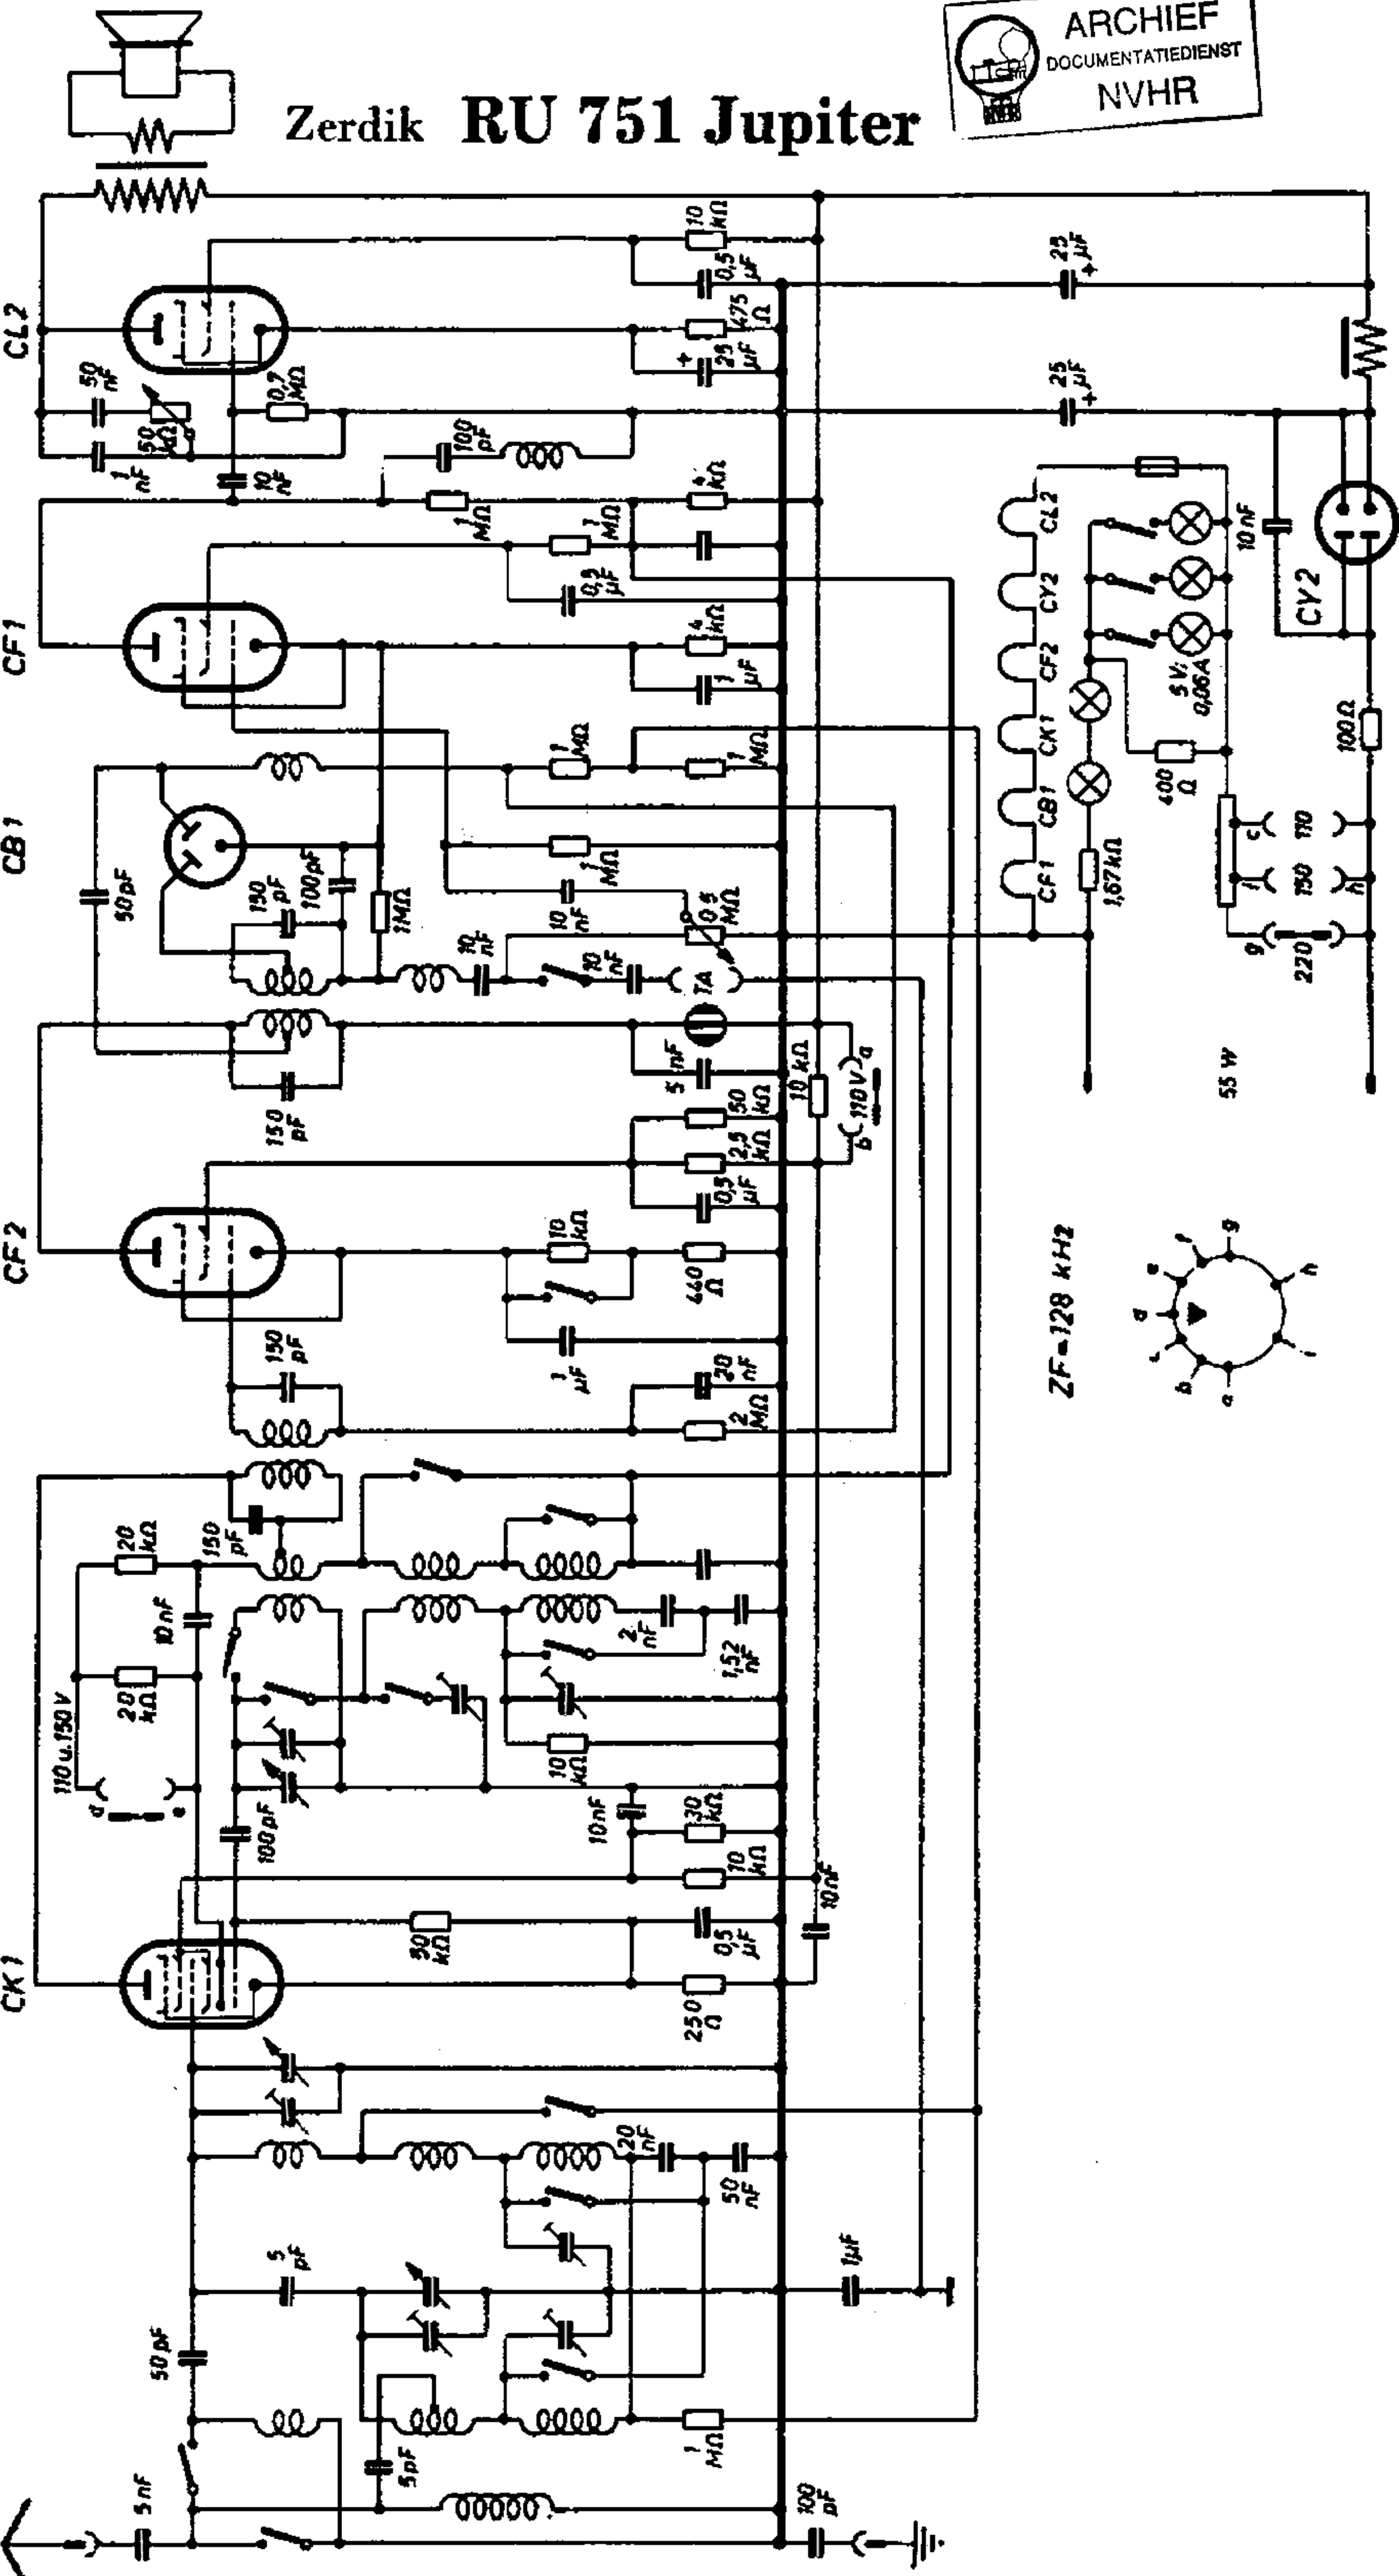 ARCHIEF
DOCUMENTATIEDIENST
NVHR
Zerdik RU 751 Jupiter
CL2
50 nF
50 kΩ
1 nF
0,7 MΩ
10 nF
100 pF
10 kΩ
0,5 µF
475 Ω
25 µF
+
25 µF
+
25 µF
+
CF1
1 MΩ
1 MΩ
4 kΩ
0,5 µF
4 kΩ
1 µF
CB1
50 pF
150 pF
100 pF
1 MΩ
10 nF
1 MΩ
1 MΩ
1 MΩ
10 nF
0,5 MΩ
10 nF
TA
CL2
CY2
CF2
CK1
CB1
CF1
10 nF
CY2
5 V; 0,06 A
400 Ω
100 Ω
1,67 kΩ
c 110
f 150 h
g 220
55 W
CF2
150 pF
5 nF
50 kΩ
2,5 kΩ
0,5 µF
10 kΩ
110 V
a
b
10 kΩ
440 Ω
1 µF
150 pF
20 nF
2 MΩ
ZF = 128 kHz
a
b
c
d
e
f
g
h
i
20 kΩ
150 pF
10 nF
20 kΩ
110 u. 150 V
d
e
2 nF
1,52 nF
10 kΩ
100 pF
10 nF
30 kΩ
10 kΩ
10 nF
CK1
50 kΩ
0,5 µF
250 Ω
20 nF
50 nF
5 pF
1 µF
50 pF
5 pF
1 MΩ
5 nF
100 pF